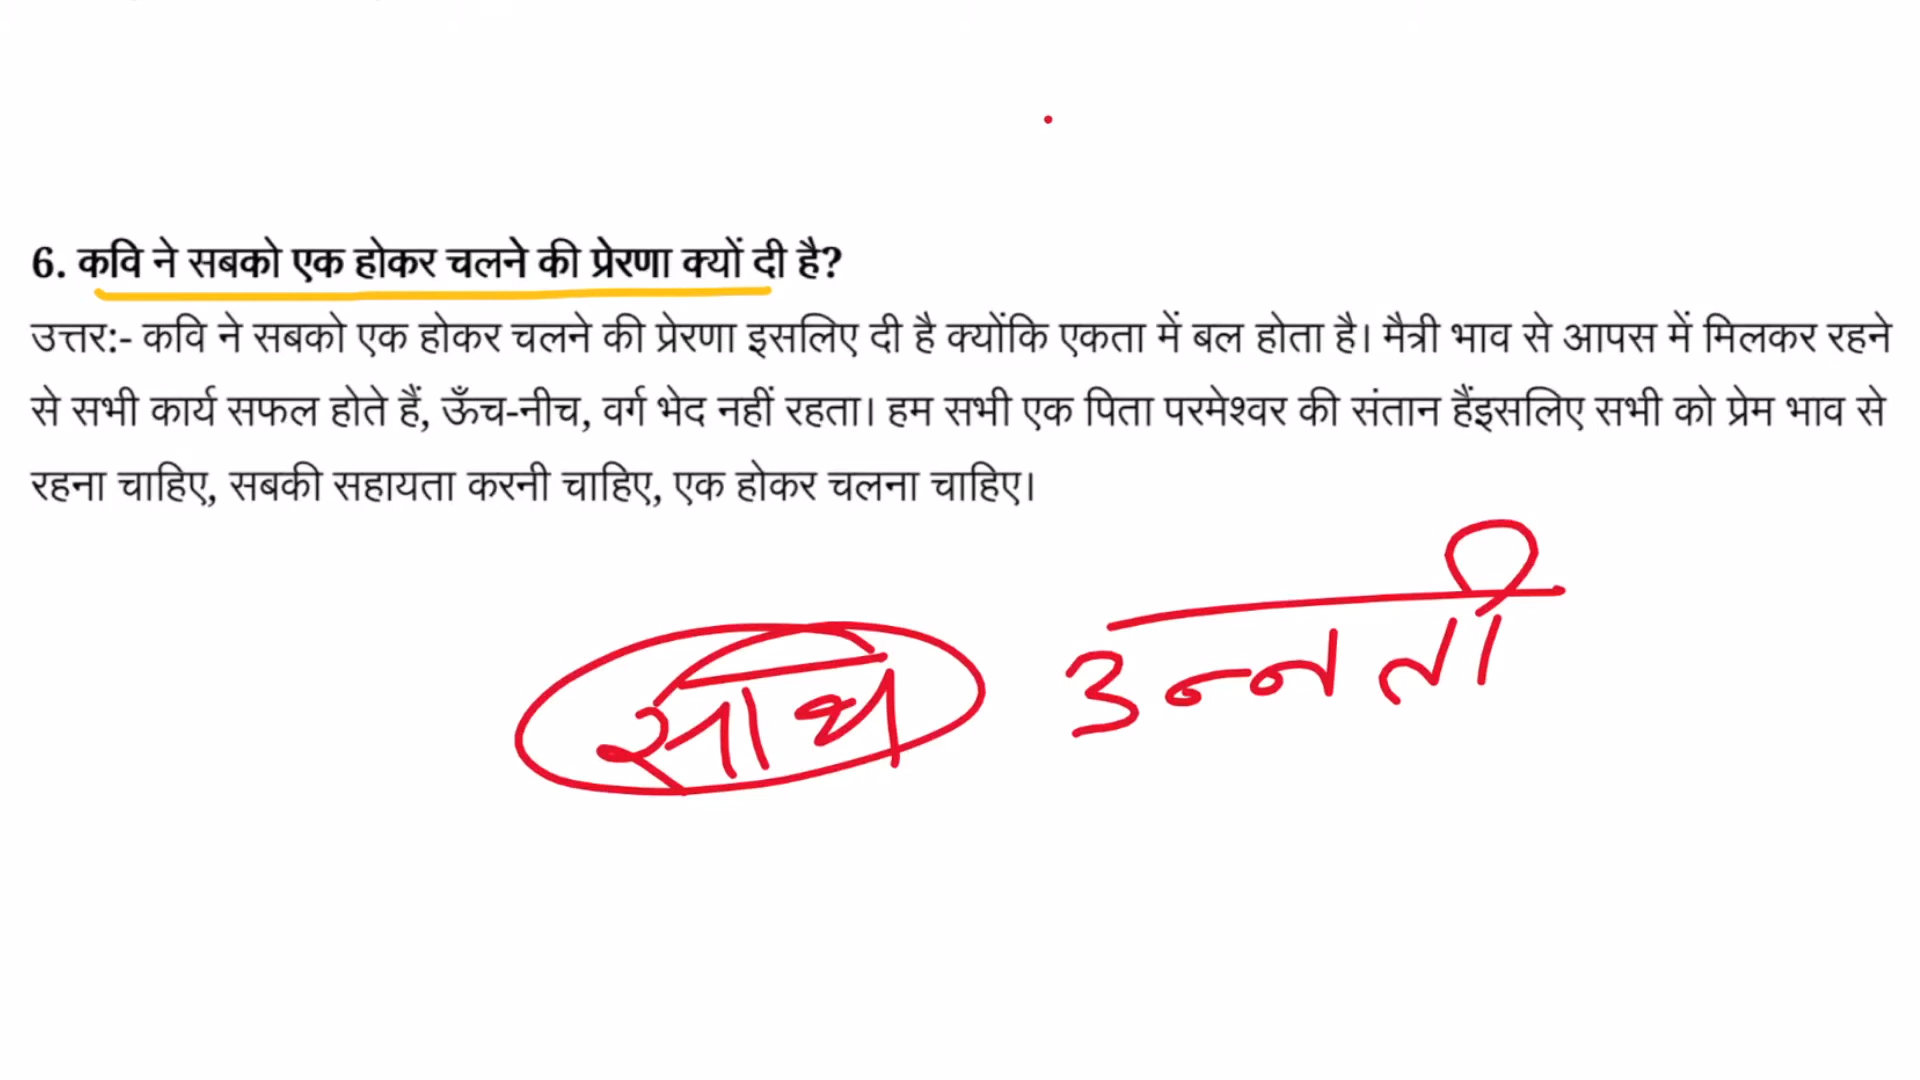 6. कवि ने सबको एक होकर चलने की प्रेरणा क्यों दी है?
उत्तर:- कवि ने सबको एक होकर चलने की प्रेरणा इसलिए दी है क्योंकि एकता में बल होता है। मैत्री भाव से आपस में मिलकर रहने
से सभी कार्य सफल होते हैं, ऊँच-नीच, वर्ग भेद नहीं रहता। हम सभी एक पिता परमेश्वर की संतान हैंइसलिए सभी को प्रेम भाव से
रहना चाहिए, सबकी सहायता करनी चाहिए, एक होकर चलना चाहिए।
साथ उन्नती